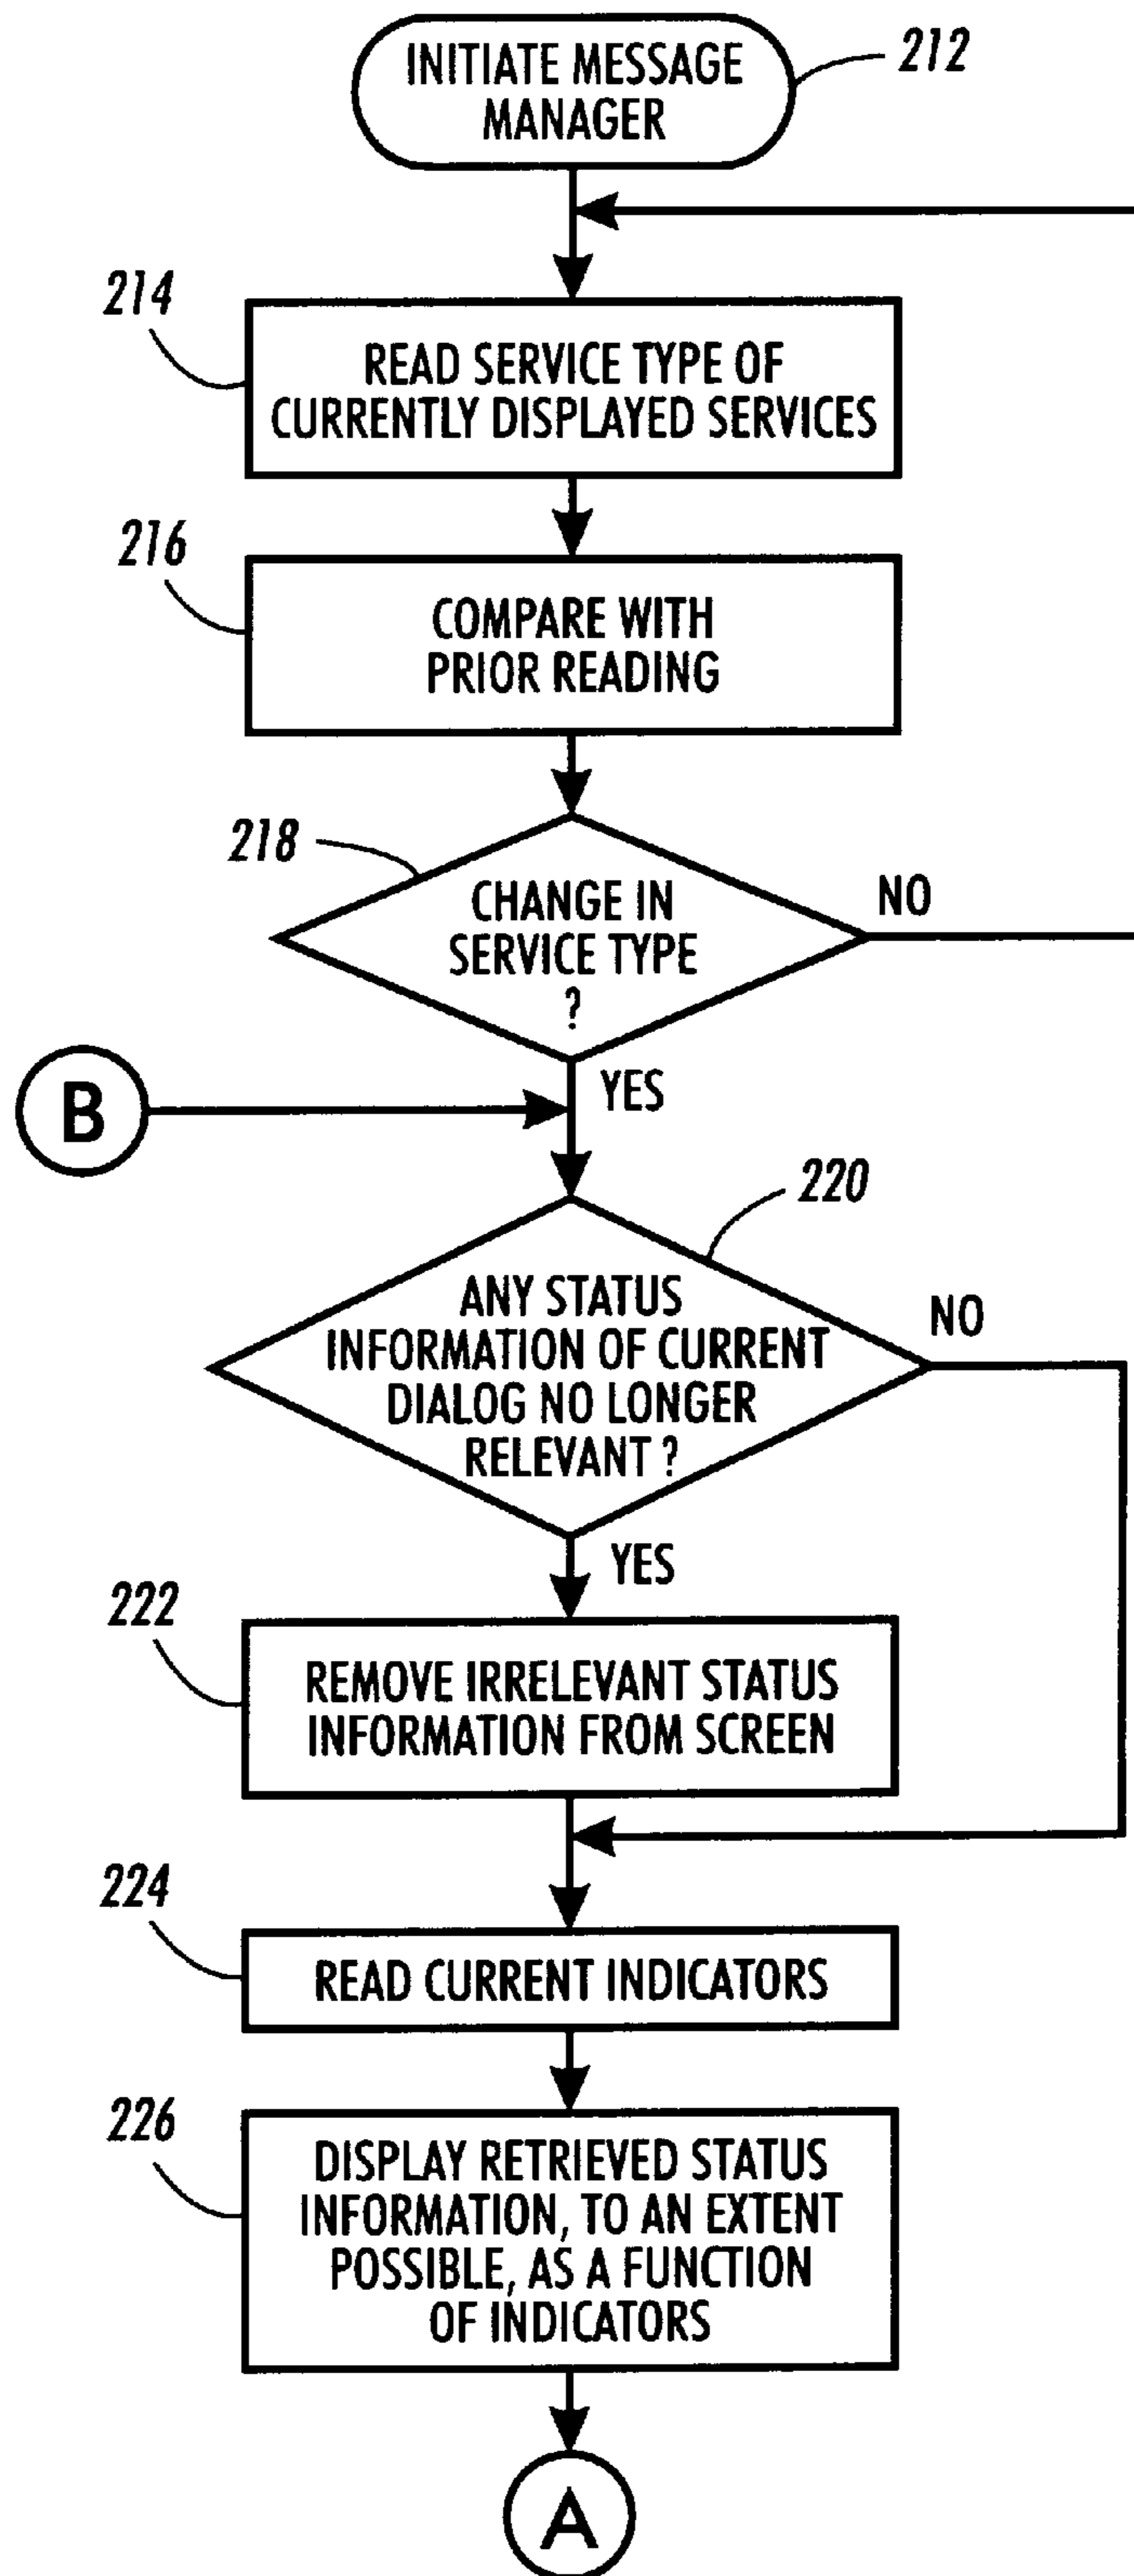 INITIATE MESSAGE
MANAGER
212
214
READ SERVICE TYPE OF
CURRENTLY DISPLAYED SERVICES
216
COMPARE WITH
PRIOR READING
218
CHANGE IN
SERVICE TYPE
?
NO
YES
B
220
ANY STATUS
INFORMATION OF CURRENT
DIALOG NO LONGER
RELEVANT ?
NO
YES
222
REMOVE IRRELEVANT STATUS
INFORMATION FROM SCREEN
224
READ CURRENT INDICATORS
226
DISPLAY RETRIEVED STATUS
INFORMATION, TO AN EXTENT
POSSIBLE, AS A FUNCTION
OF INDICATORS
A